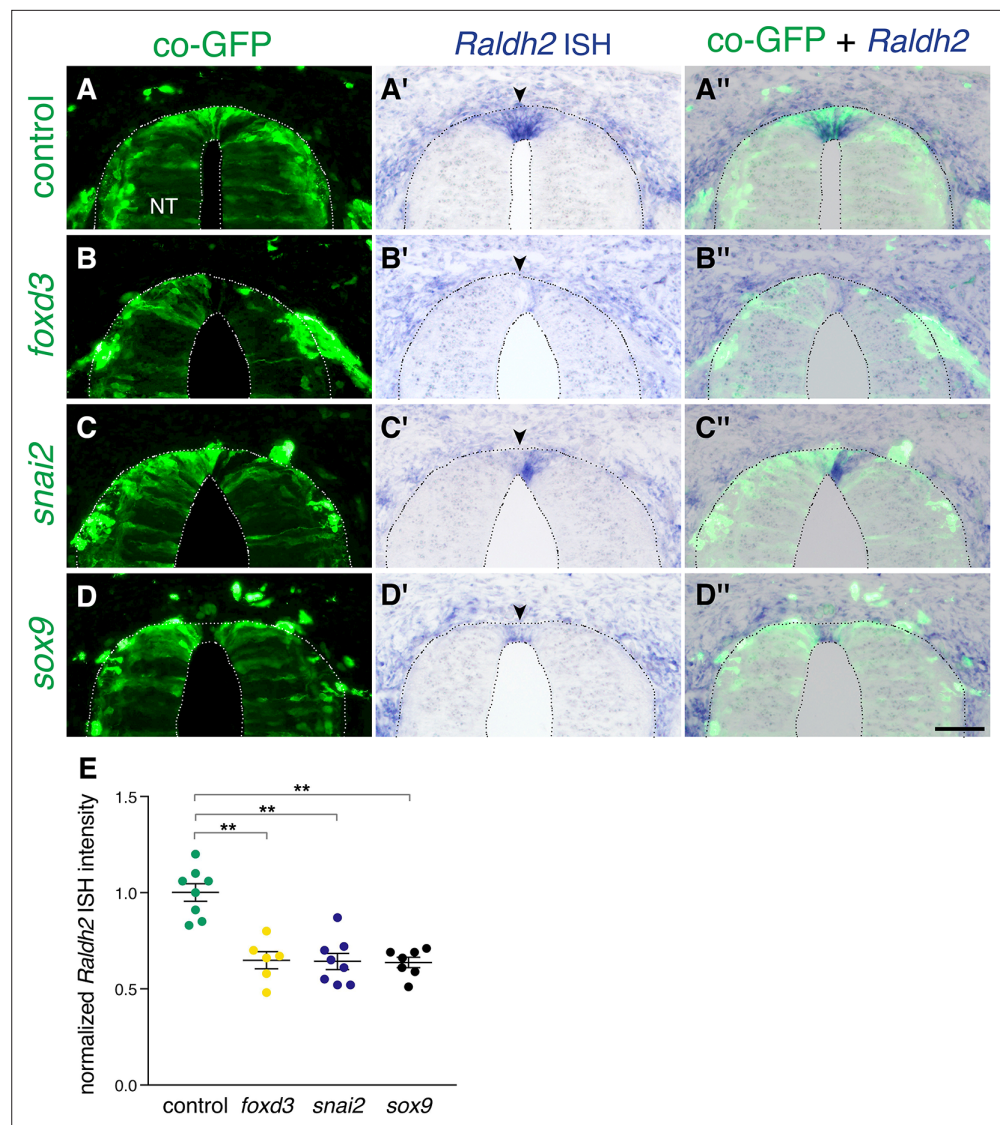 co-GFP Raldh2 ISH co-GFP + Raldh2
control
A A' A"
NT
foxd3
B B' B"
snai2
C C' C"
sox9
D D' D"
E
normalized Raldh2 ISH intensity
1.5
1.0
0.5
0.0
**
**
**
control foxd3 snai2 sox9